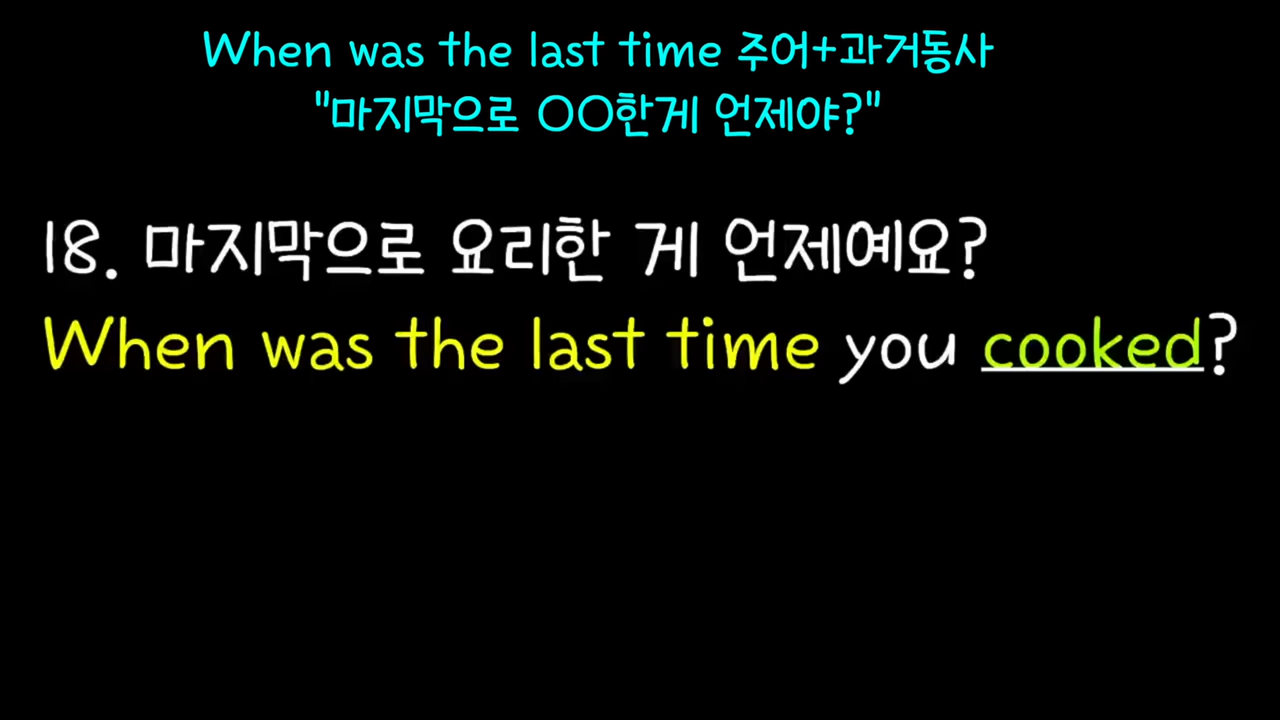 When was the last time 주어+과거동사
"마지막으로 OO한게 언제야?"
18. 마지막으로 요리한 게 언제예요?
When was the last time you cooked?